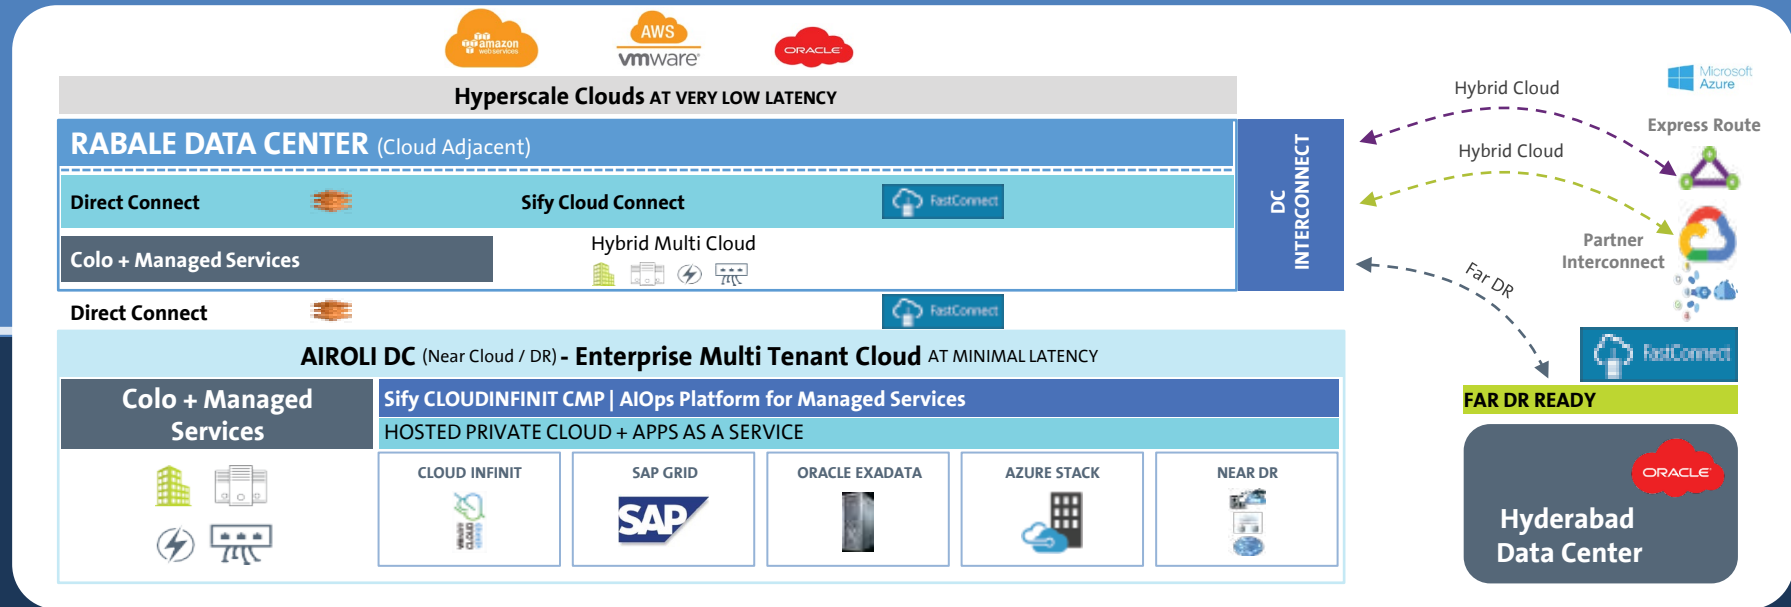 amazon
webservices
AWS
vmware
ORACLE
Hyperscale Clouds AT VERY LOW LATENCY
RABALE DATA CENTER (Cloud Adjacent)
Direct Connect
Sify Cloud Connect
FastConnect
Colo + Managed Services
Hybrid Multi Cloud
DC
INTERCONNECT
Direct Connect
FastConnect
AIROLI DC (Near Cloud / DR) - Enterprise Multi Tenant Cloud AT MINIMAL LATENCY
Colo + Managed
Services
Sify CLOUDINFINIT CMP | AIOps Platform for Managed Services
HOSTED PRIVATE CLOUD + APPS AS A SERVICE
CLOUD INFINIT
SAP GRID
SAP
ORACLE EXADATA
AZURE STACK
NEAR DR
Hybrid Cloud
Hybrid Cloud
Far DR
Microsoft
Azure
Express Route
Partner
Interconnect
FastConnect
FAR DR READY
ORACLE
Hyderabad
Data Center